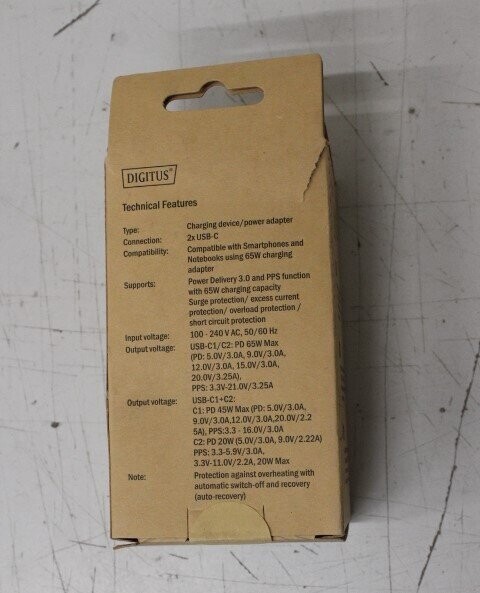 DIGITUS®
Technical Features
Type: Charging device/power adapter
Connection: 2x USB-C
Compatibility: Compatible with Smartphones and
Notebooks using 65W charging
adapter
Supports: Power Delivery 3.0 and PPS function
with 65W charging capacity
Surge protection/ excess current
protection/ overload protection /
short circuit protection
Input voltage: 100 - 240 V AC, 50/60 Hz
Output voltage: USB-C1/C2: PD 65W Max
(PD: 5.0V/3.0A, 9.0V/3.0A,
12.0V/3.0A, 15.0V/3.0A,
20.0V/3.25A),
PPS: 3.3V-21.0V/3.25A
Output voltage: USB-C1+C2:
C1: PD 45W Max (PD: 5.0V/3.0A,
9.0V/3.0A,12.0V/3.0A,20.0V/2.2
5A), PPS:3.3 - 16.0V/3.0A
C2: PD 20W (5.0V/3.0A, 9.0V/2.22A)
PPS: 3.3-5.9V/3.0A,
3.3V-11.0V/2.2A, 20W Max
Note: Protection against overheating with
automatic switch-off and recovery
(auto-recovery)